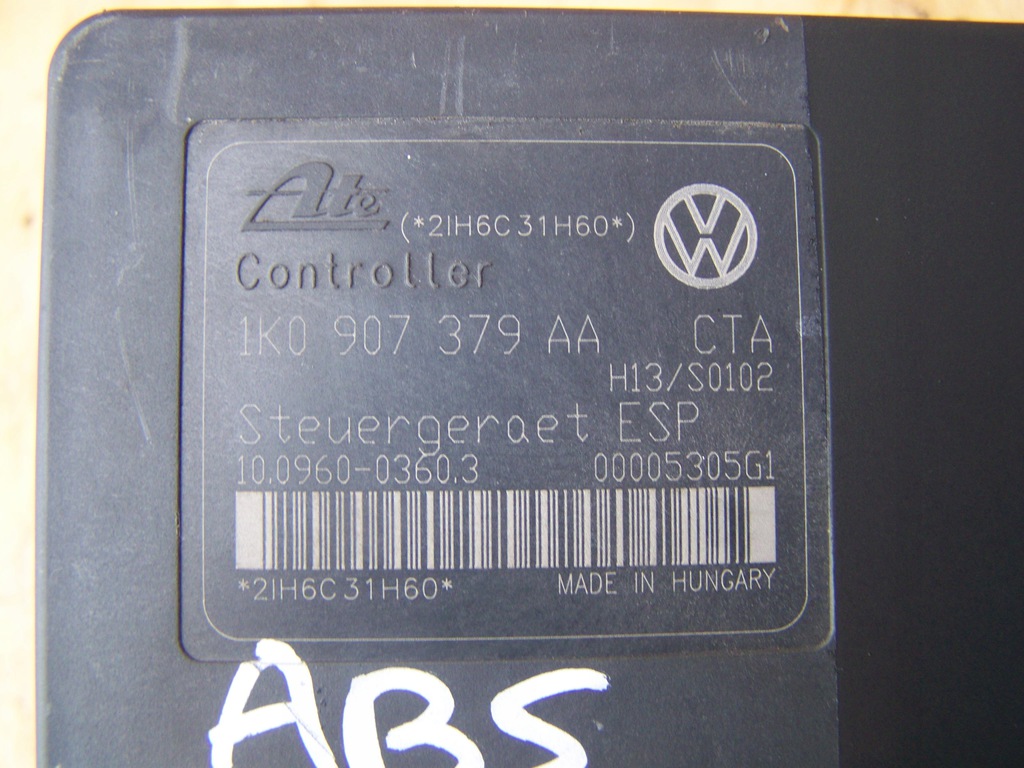 Ate (*2IH6C31H60*)
Controller
1K0 907 379 AA CTA
H13/S0102
Steuergeraet ESP
10.0960-0360.3 00005305G1
*2IH6C31H60* MADE IN HUNGARY
ABS